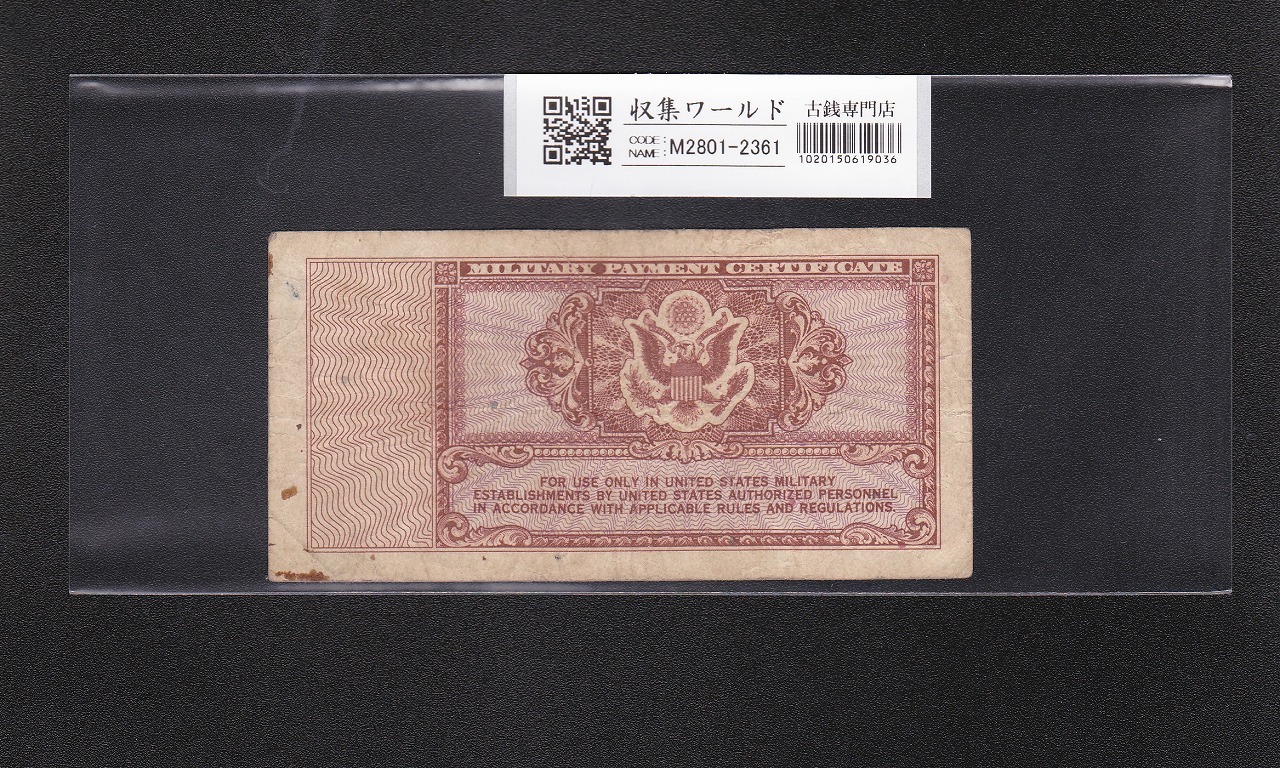 収集ワールド 古銭専門店
CODE:
NAME: M2801-2361
1020150619036
MILITARY PAYMENT CERTIFICATE
FOR USE ONLY IN UNITED STATES MILITARY
ESTABLISHMENTS BY UNITED STATES AUTHORIZED PERSONNEL
IN ACCORDANCE WITH APPLICABLE RULES AND REGULATIONS.